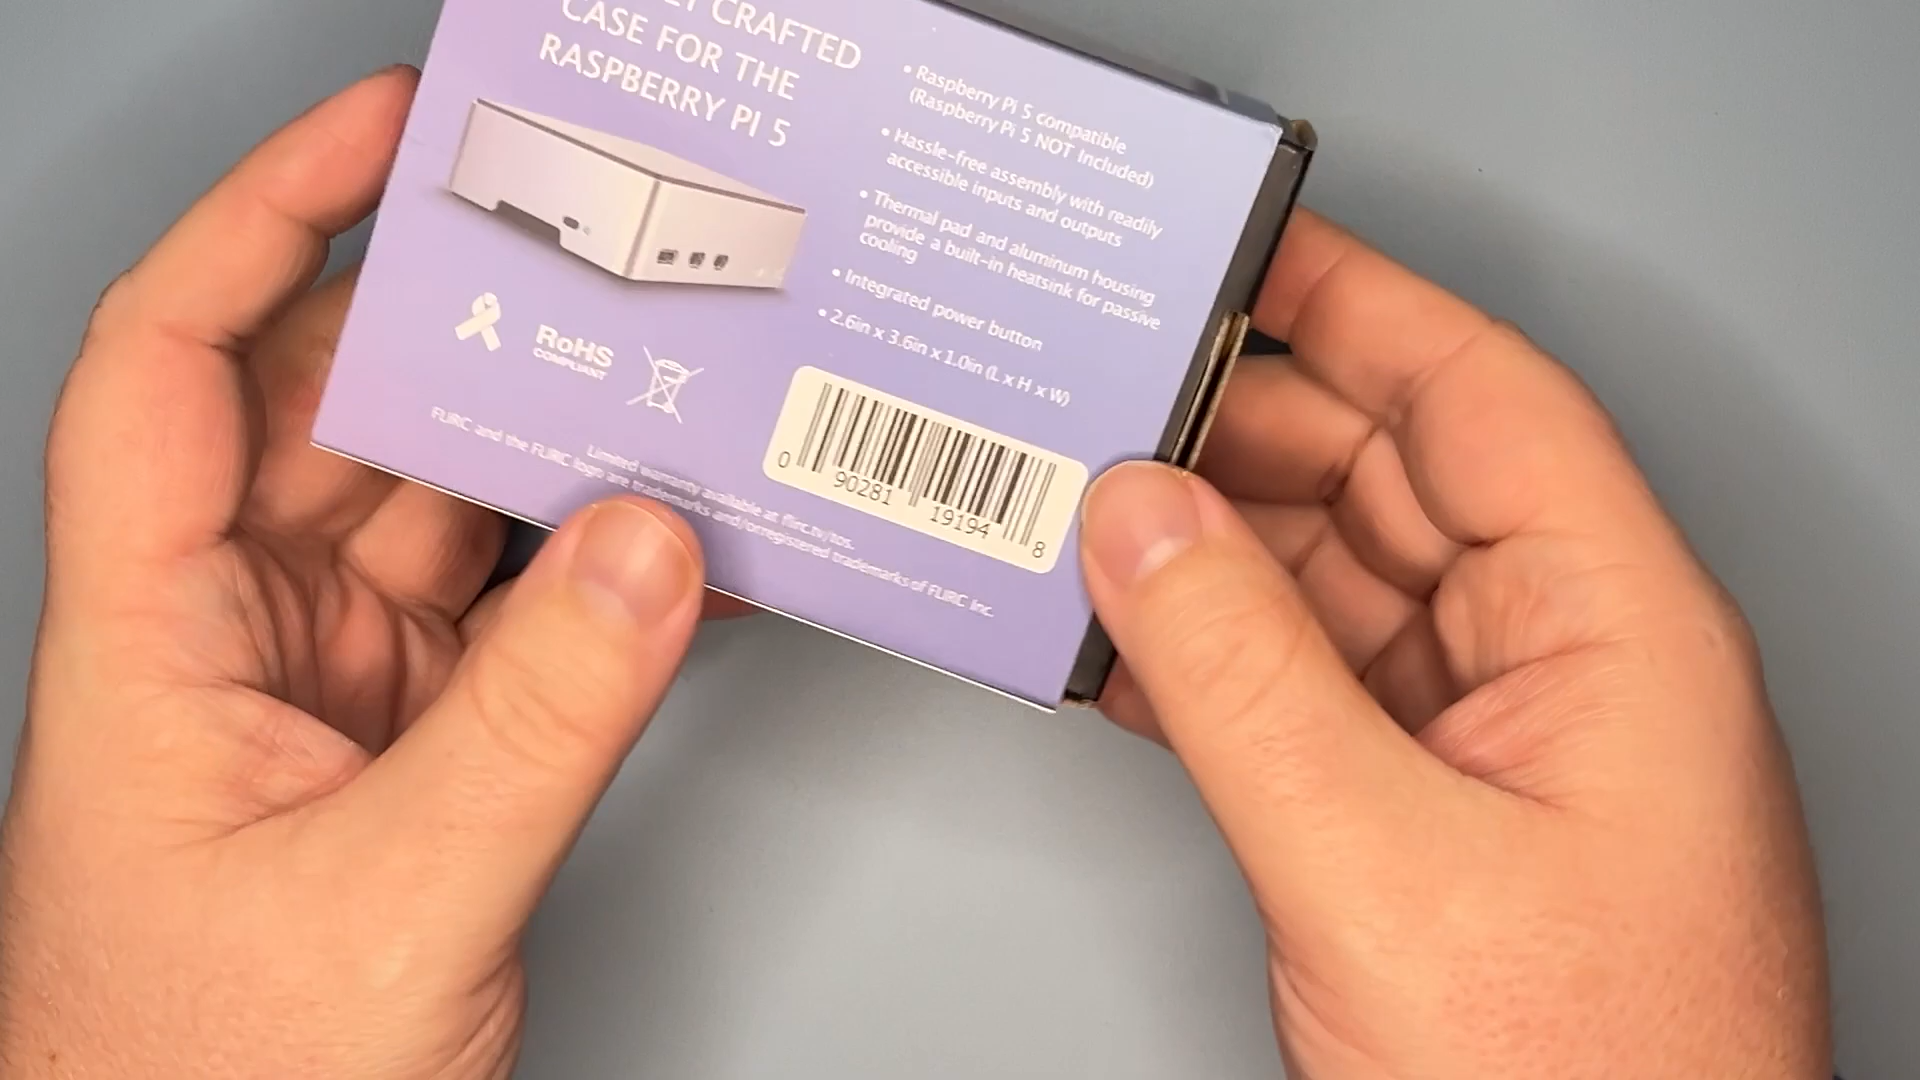 CRAFTED
CASE FOR THE
RASPBERRY PI 5
• Raspberry Pi 5 compatible
(Raspberry Pi 5 NOT Included)
• Hassle-free assembly with readily
accessible inputs and outputs
• Thermal pad and aluminum housing
provide a built-in heatsink for passive
cooling
• Integrated power button
• 2.6in x 3.6in x 1.0in (L x H x W)
RoHS
COMPLIANT
0 90281 19194 8
Limited warranty available at flirc.tv/tos.
FLIRC and the FLIRC logo are trademarks and/orregistered trademarks of FLIRC Inc.